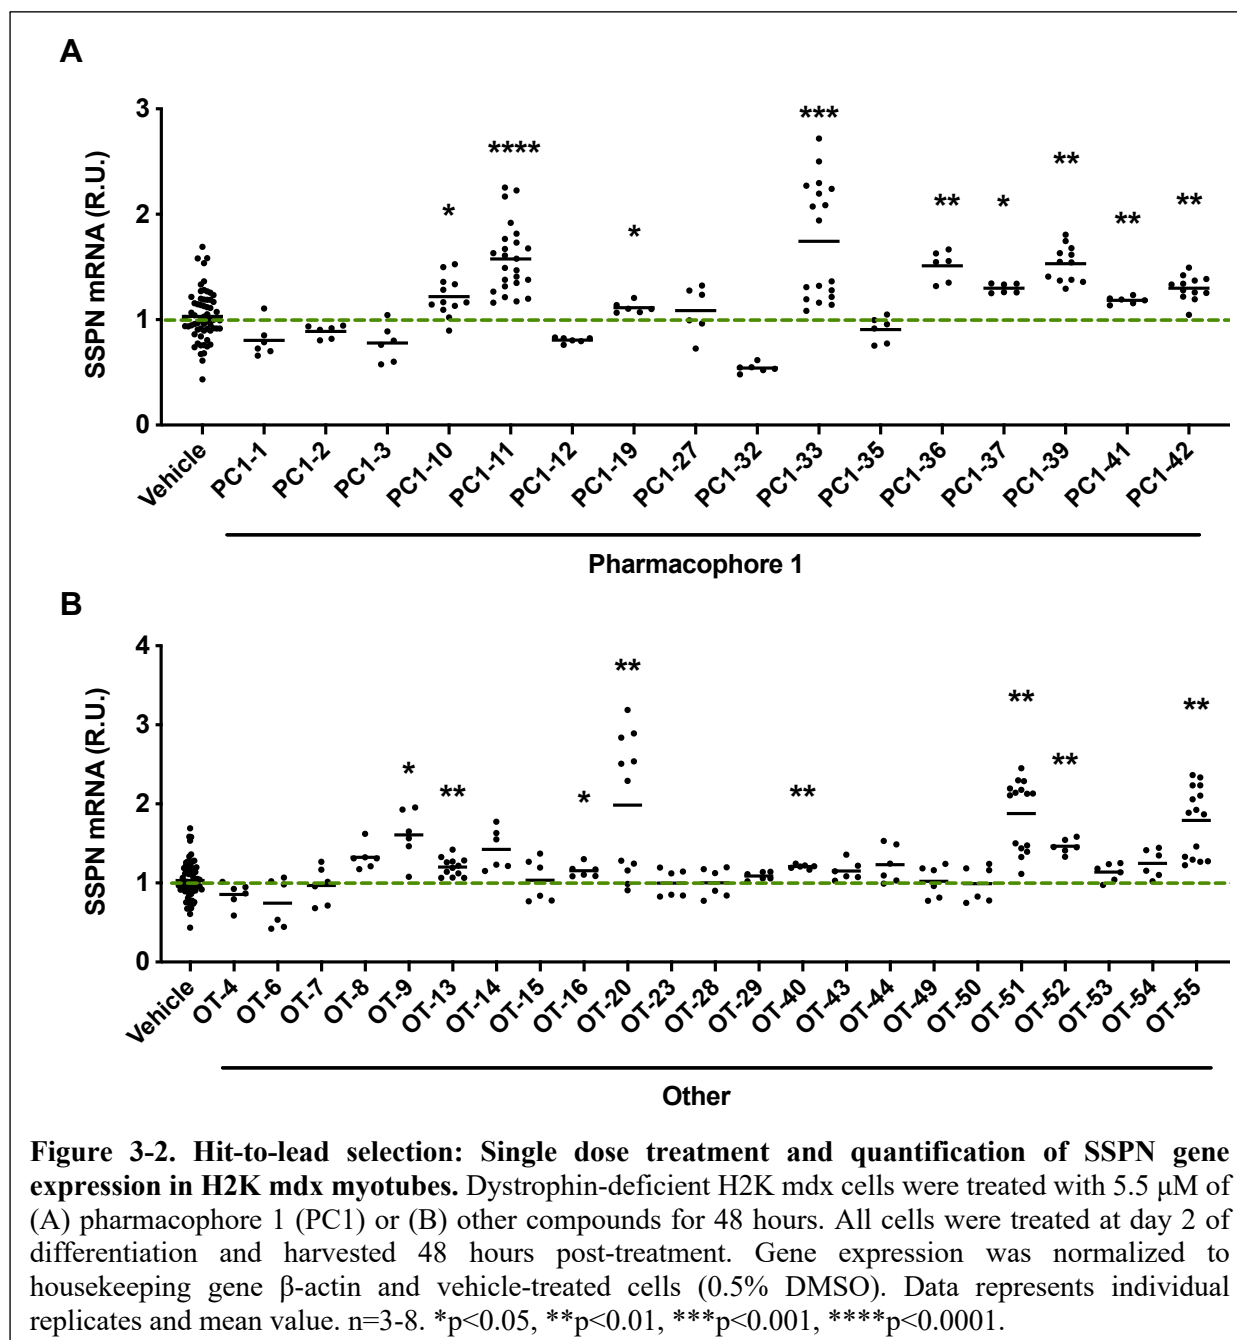 A
SSPN mRNA (R.U.)
3
2
1
0
* **** * *** ** * ** ** **
Vehicle PC1-1 PC1-2 PC1-3 PC1-10 PC1-11 PC1-12 PC1-19 PC1-27 PC1-32 PC1-33 PC1-35 PC1-36 PC1-37 PC1-39 PC1-41 PC1-42
Pharmacophore 1
B
SSPN mRNA (R.U.)
4
3
2
1
0
* ** * ** ** ** ** **
Vehicle OT-4 OT-6 OT-7 OT-8 OT-9 OT-13 OT-14 OT-15 OT-16 OT-20 OT-23 OT-28 OT-29 OT-40 OT-43 OT-44 OT-49 OT-50 OT-51 OT-52 OT-53 OT-54 OT-55
Other
Figure 3-2. Hit-to-lead selection: Single dose treatment and quantification of SSPN gene
expression in H2K mdx myotubes. Dystrophin-deficient H2K mdx cells were treated with 5.5 μM of
(A) pharmacophore 1 (PC1) or (B) other compounds for 48 hours. All cells were treated at day 2 of
differentiation and harvested 48 hours post-treatment. Gene expression was normalized to
housekeeping gene β-actin and vehicle-treated cells (0.5% DMSO). Data represents individual
replicates and mean value. n=3-8. *p<0.05, **p<0.01, ***p<0.001, ****p<0.0001.